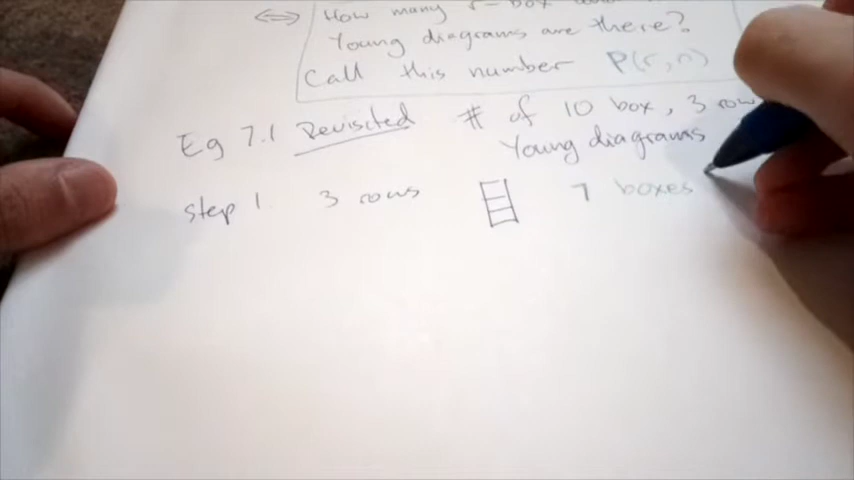 ⟺ How many r-box
Young diagrams are there?
Call this number P(r,n)
Eg 7.1 Revisited # of 10 box, 3 row
Young diagrams
step 1 3 rows 7 boxes